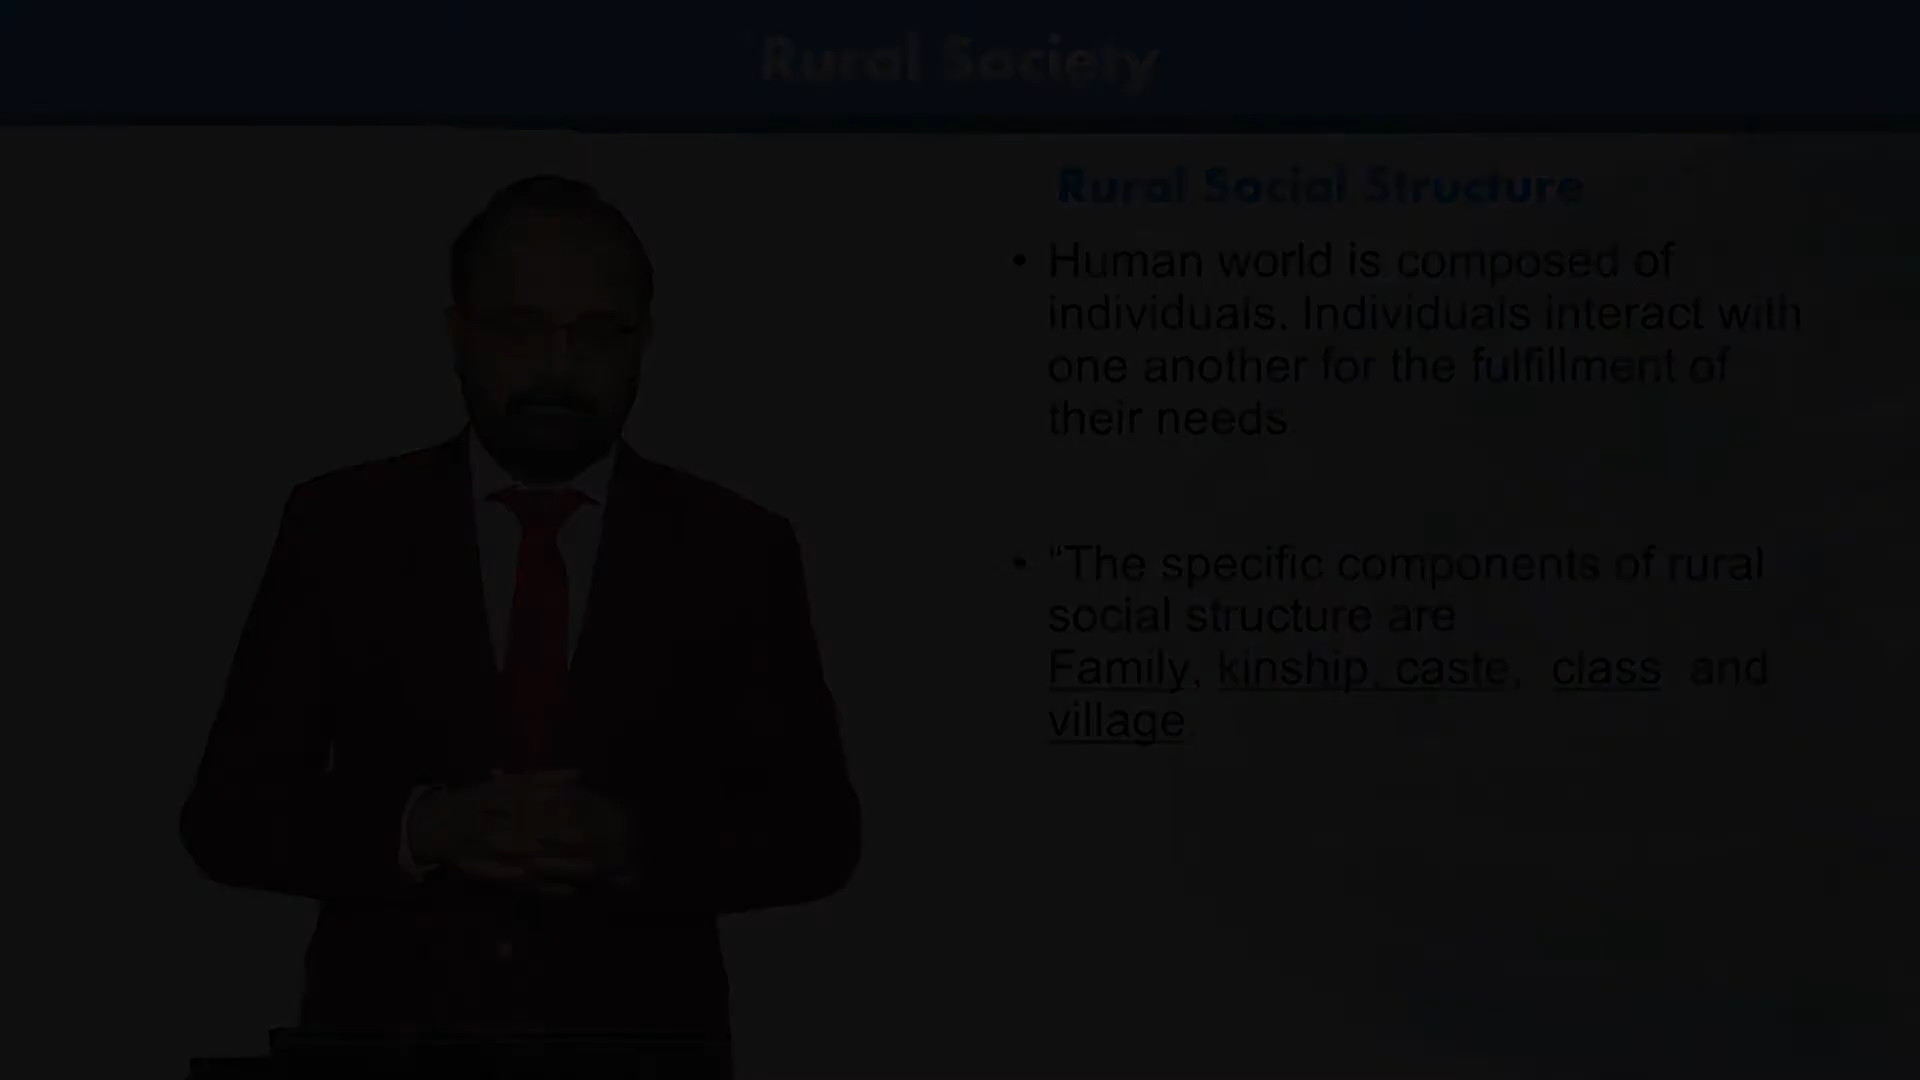 Rural Society
Rural Social Structure
• Human world is composed of
individuals. Individuals interact with
one another for the fulfillment of
their needs
• “The specific components of rural
social structure are
Family, kinship, caste, class and
village.